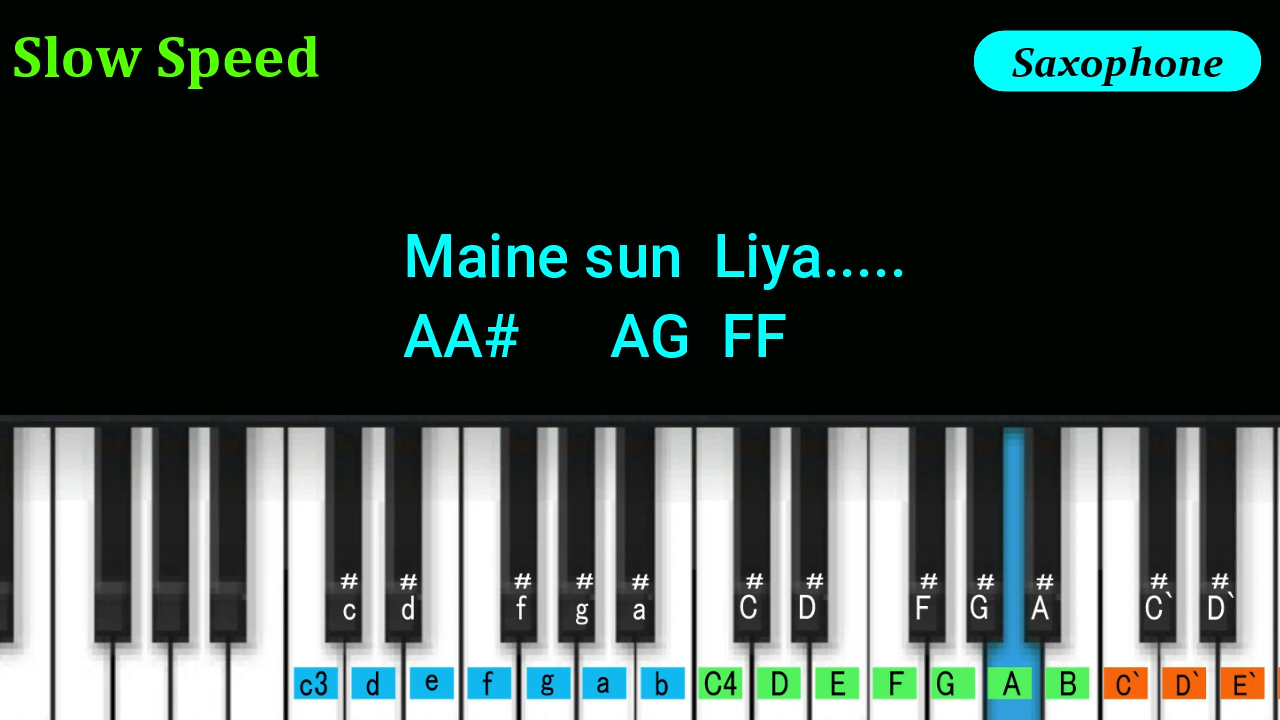 Slow Speed
Saxophone
Maine sun Liya.....
AA# AG FF
# # # # # # # # # # # #
c d f g a C D F G A C` D`
c3 d e f g a b C4 D E F G A B C` D` E`